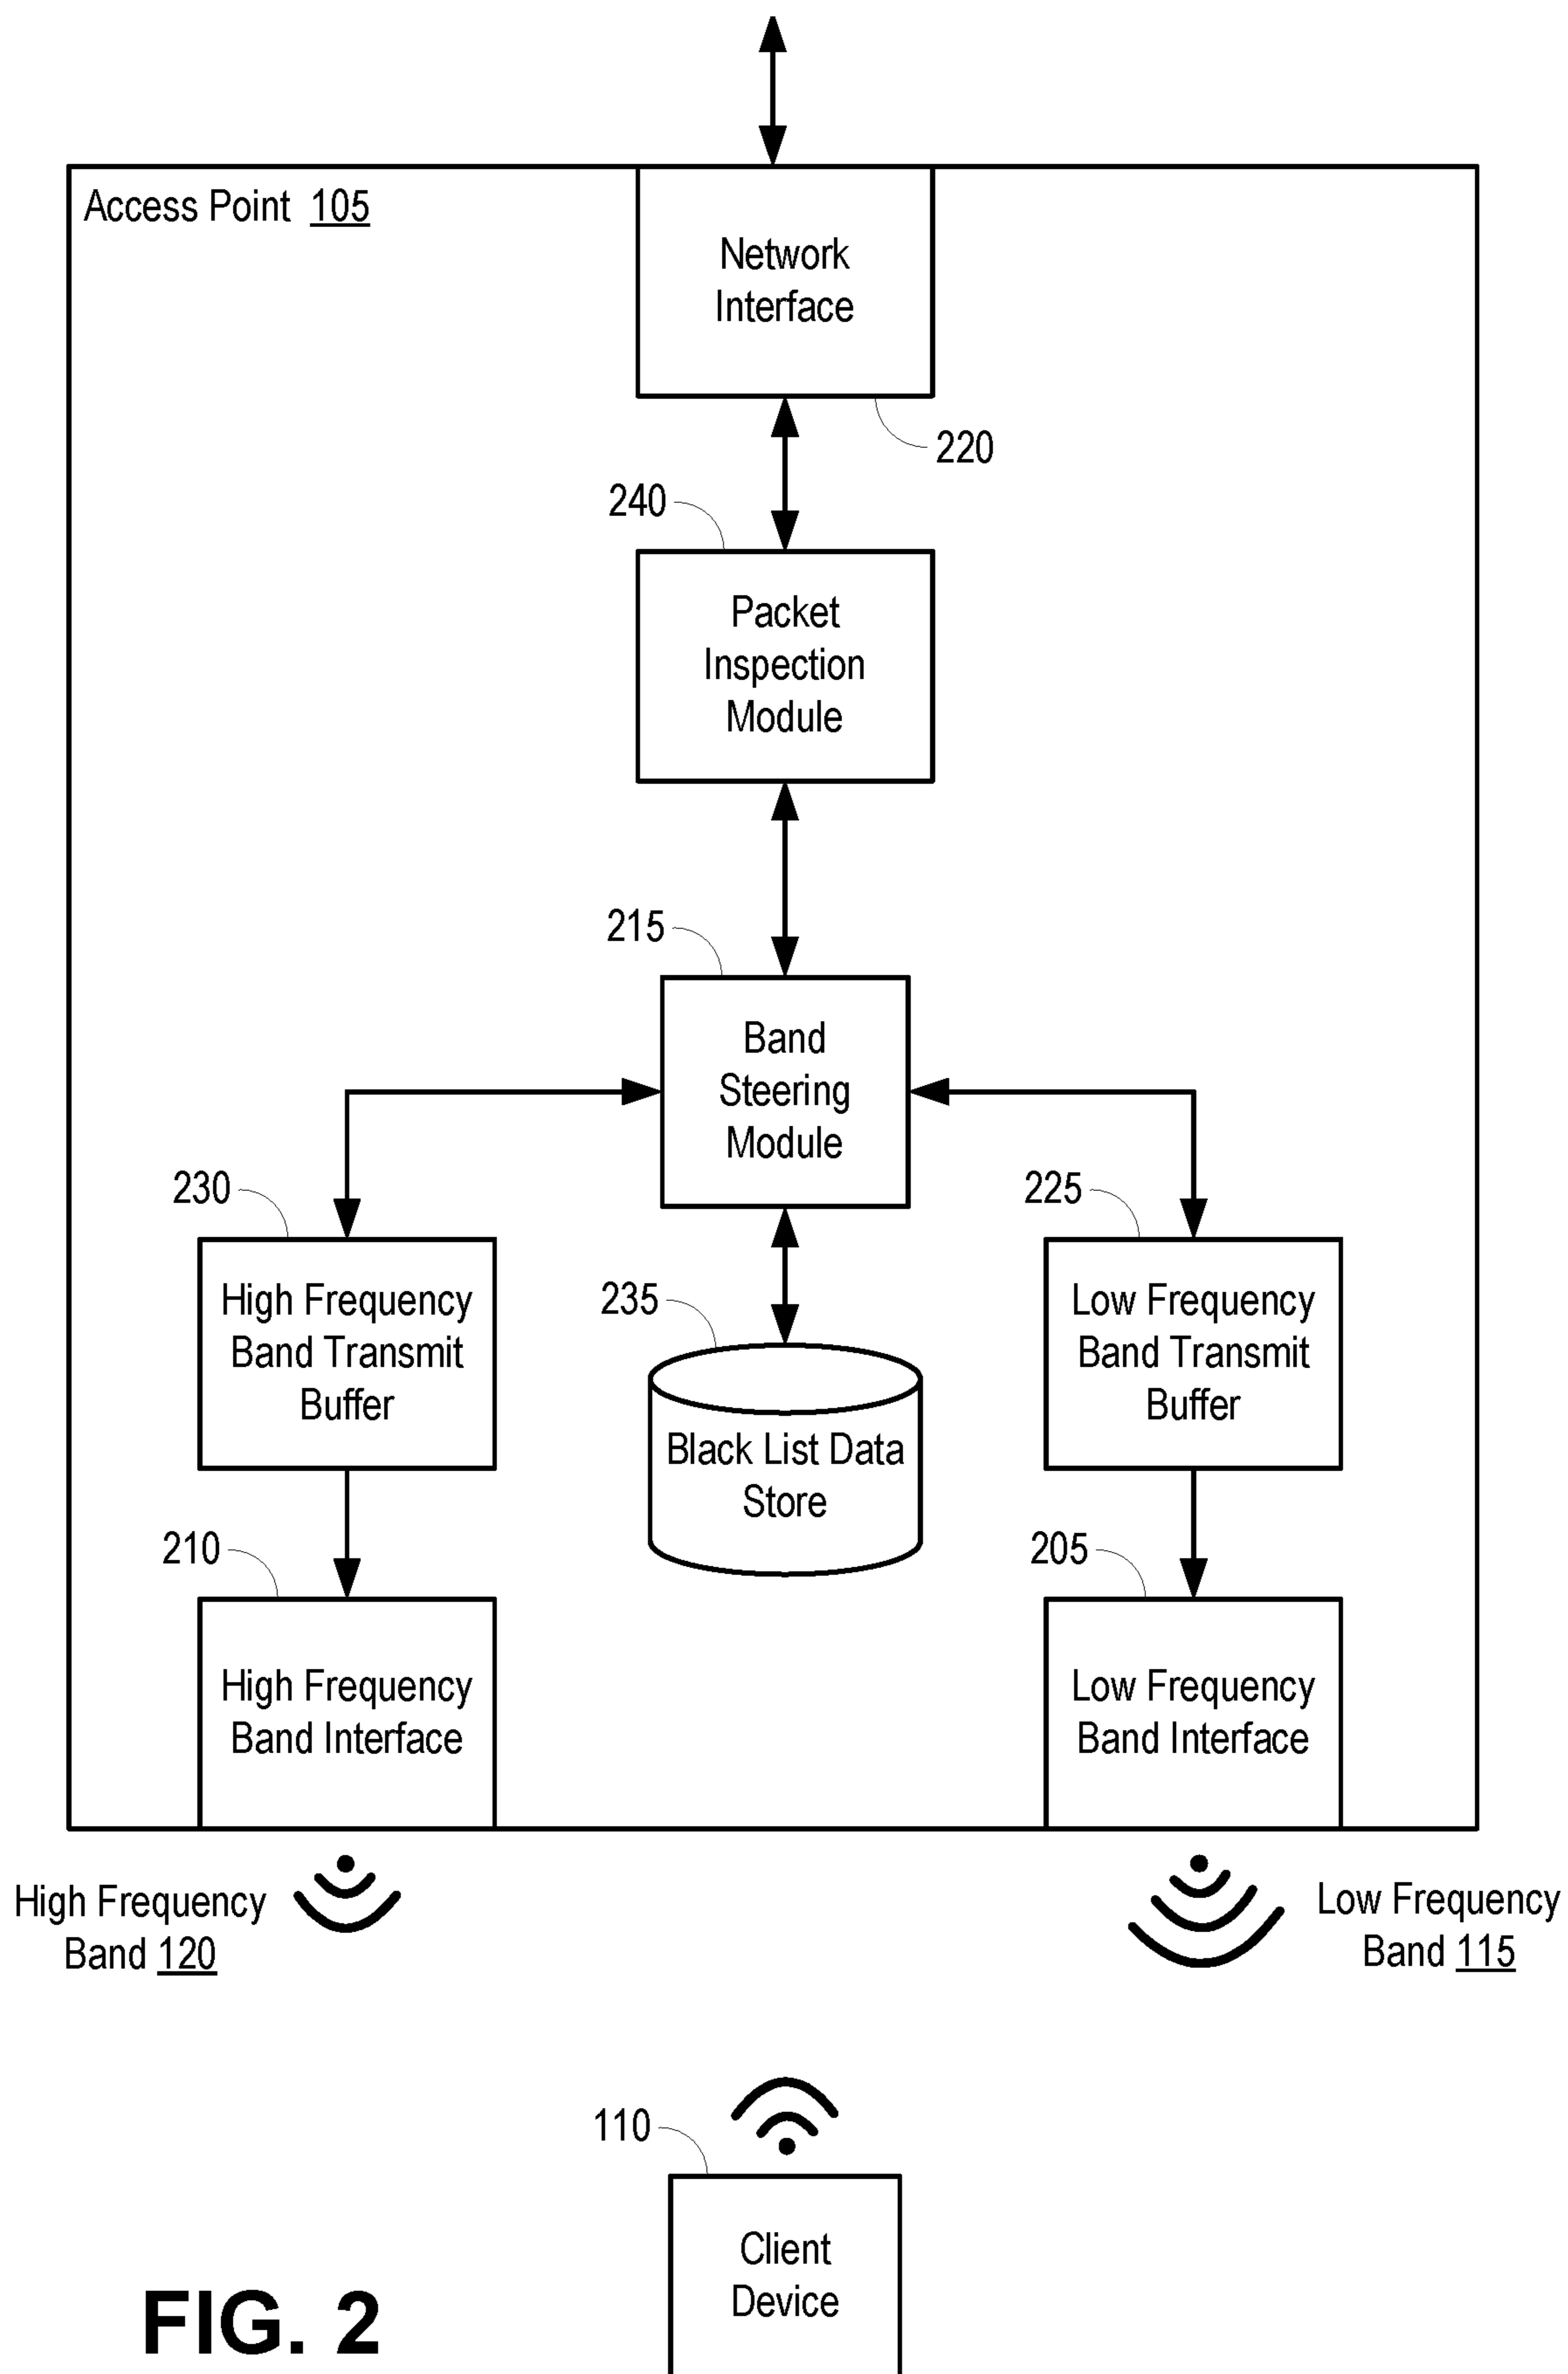 Access Point 105
Network
Interface
220
240
Packet
Inspection
Module
215
Band
Steering
Module
230
225
High Frequency
Band Transmit
Buffer
235
Low Frequency
Band Transmit
Buffer
Black List Data
Store
210
205
High Frequency
Band Interface
Low Frequency
Band Interface
High Frequency
Band 120
Low Frequency
Band 115
110
Client
Device
FIG. 2